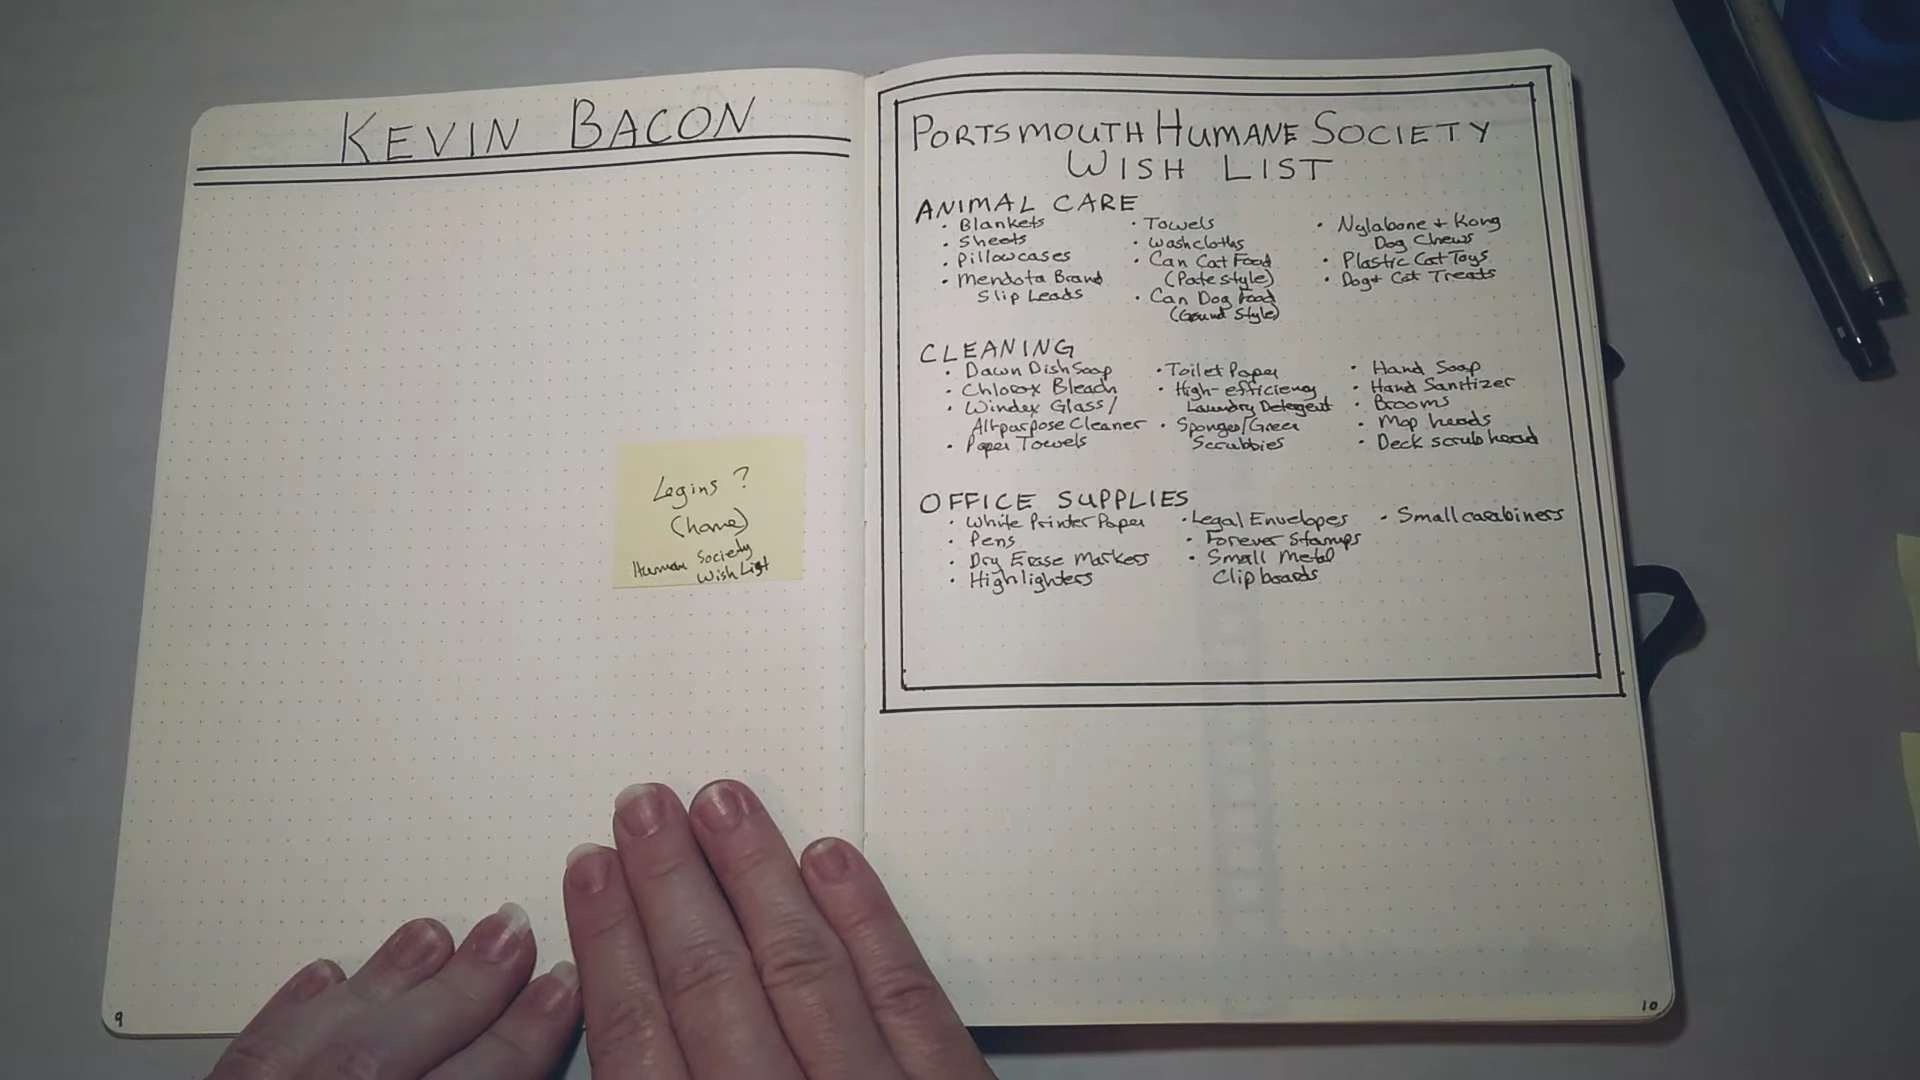 KEVIN BACON
Logins ?
(home)
Human Society
Wish List
9
PORTSMOUTH HUMANE SOCIETY
WISH LIST
ANIMAL CARE
• Blankets
• Sheets
• Pillowcases
• Mendota Brand
Slip Leads
• Towels
• Washcloths
• Can Cat Food
(Pate style)
• Can Dog Food
(Ground Style)
• Nylabone + Kong
Dog Chews
• Plastic Cat Toys
• Dog + Cat Treats
CLEANING
• Dawn Dish Soap
• Chlorox Bleach
• Windex Glass/
All-purpose Cleaner
• Paper Towels
• Toilet Paper
• High-efficiency
Laundry Detergent
• Sponges/Green
Scrubbies
• Hand Soap
• Hand Sanitizer
• Brooms
• Mop heads
• Deck scrub head
OFFICE SUPPLIES
• White Printer Paper
• Pens
• Dry Erase Markers
• Highlighters
• Legal Envelopes
• Forever Stamps
• Small Metal
Clipboards
• Small carabiners
10